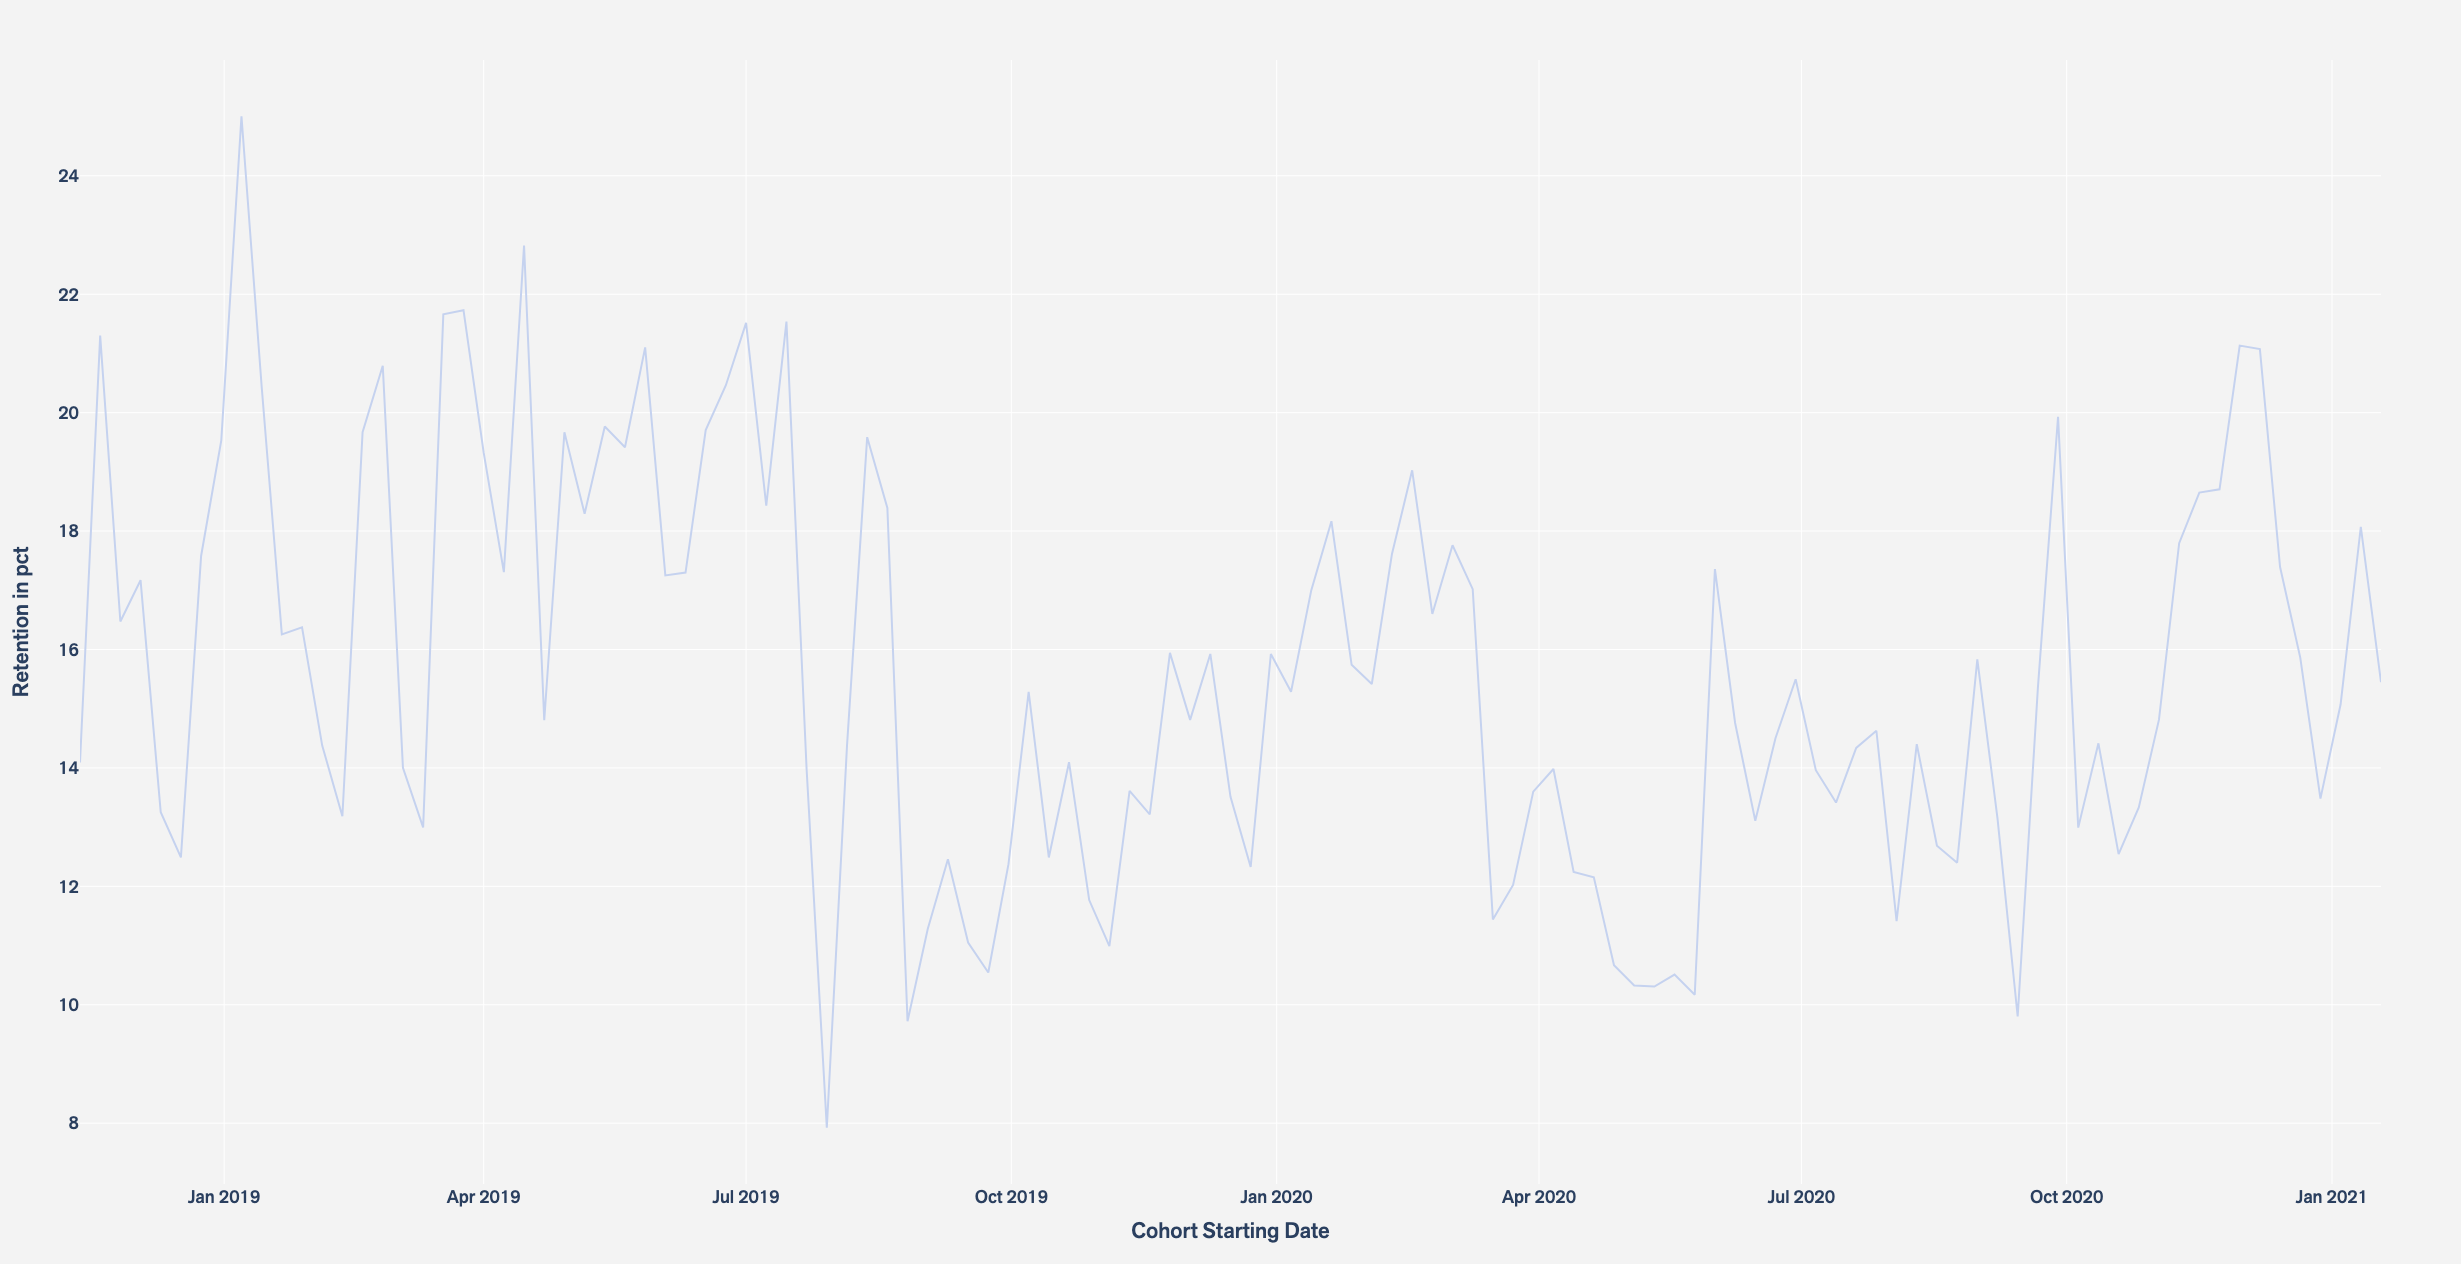 24
22
20
18
16
14
12
10
8
Retention in pct
Jan 2019
Apr 2019
Jul 2019
Oct 2019
Jan 2020
Apr 2020
Jul 2020
Oct 2020
Jan 2021
Cohort Starting Date